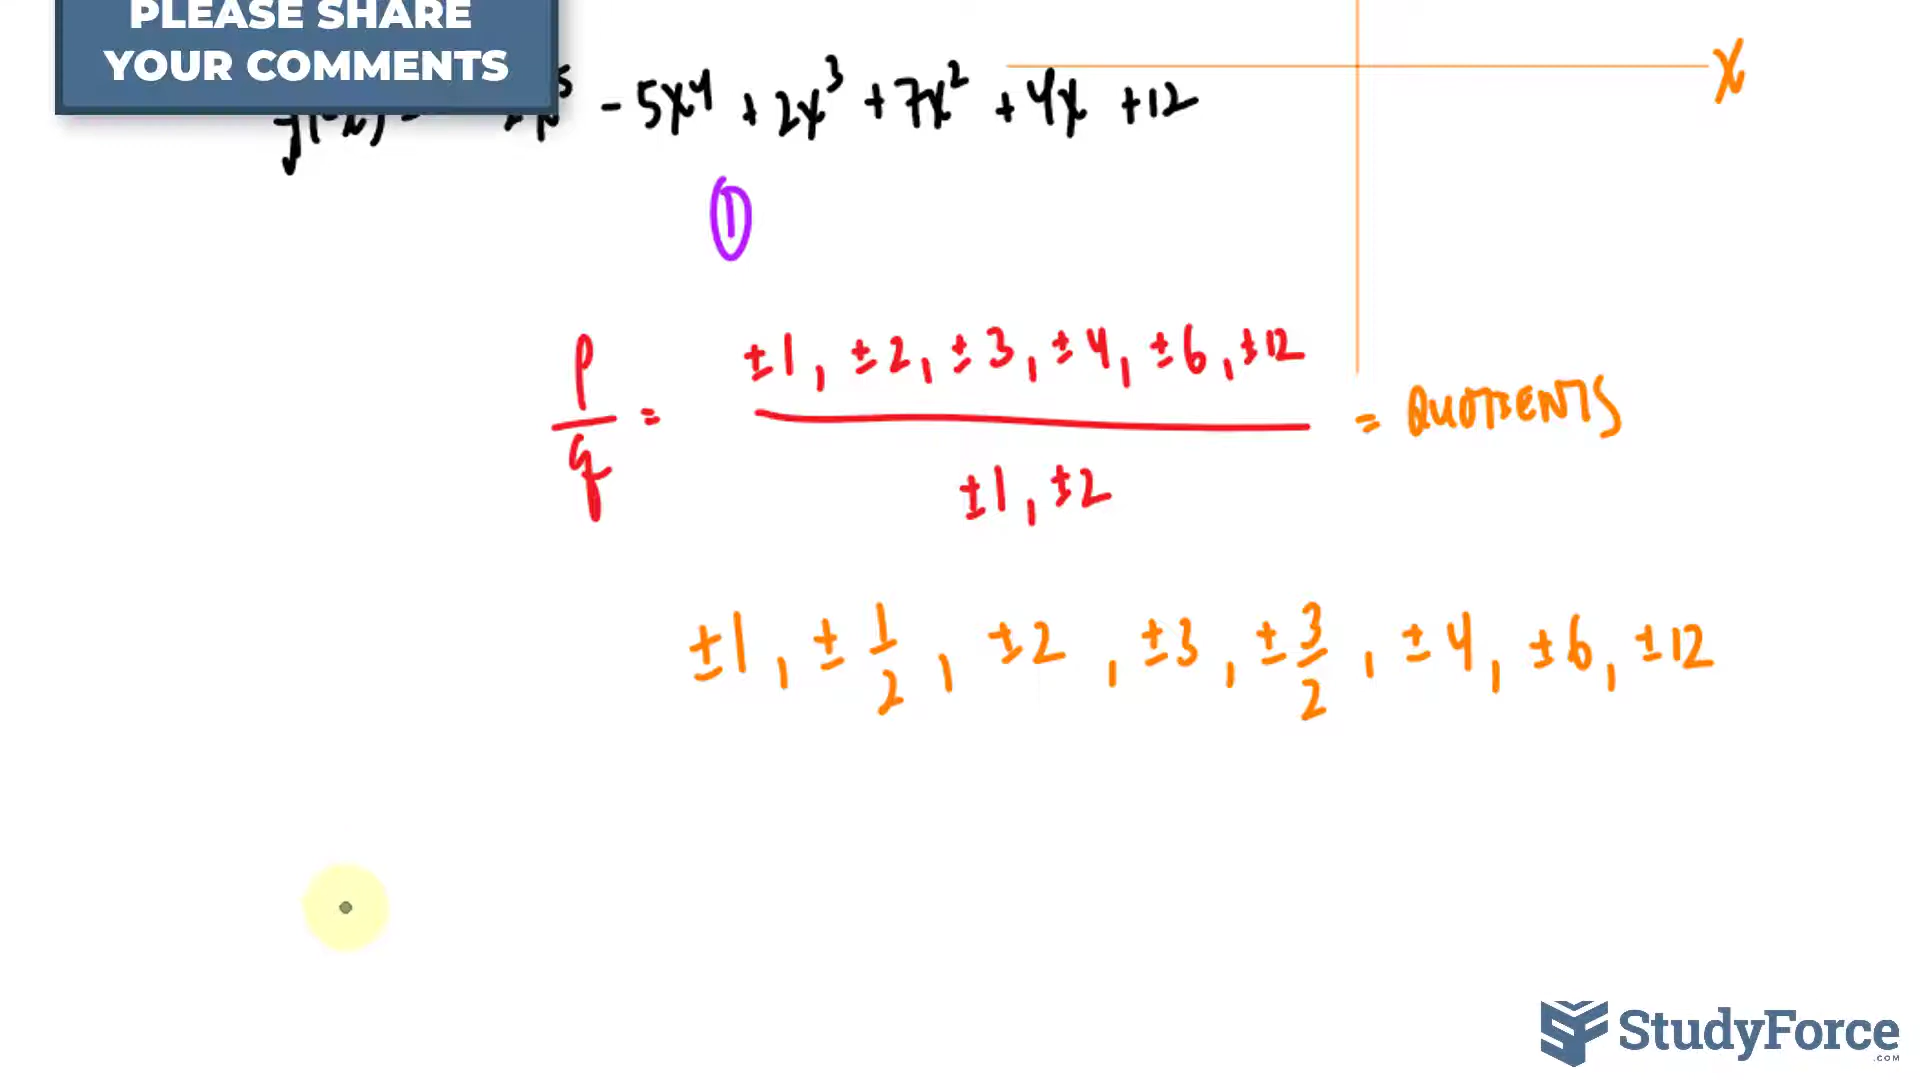 PLEASE SHARE
YOUR COMMENTS
- 5x⁴ + 2x³ + 7x² + 4x + 12
x
①
p/q = ±1, ±2, ±3, ±4, ±6, ±12 / ±1, ±2 = QUOTIENTS
±1, ±1/2, ±2, ±3, ±3/2, ±4, ±6, ±12
StudyForce
.COM